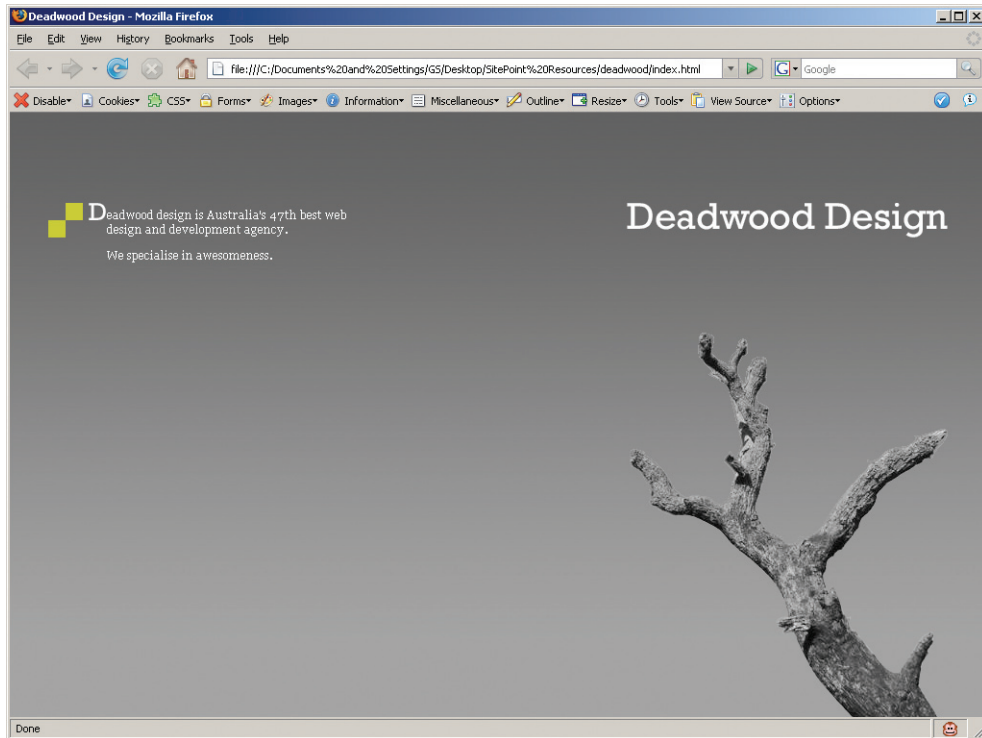 Deadwood Design - Mozilla Firefox
File Edit View History Bookmarks Tools Help
file:///C:/Documents%20and%20Settings/GS/Desktop/SitePoint%20Resources/deadwood/index.html G Google
Disable Cookies CSS Forms Images Information Miscellaneous Outline Resize Tools View Source Options
Deadwood Design
Deadwood design is Australia's 47th best web
design and development agency.
We specialise in awesomeness.
Done